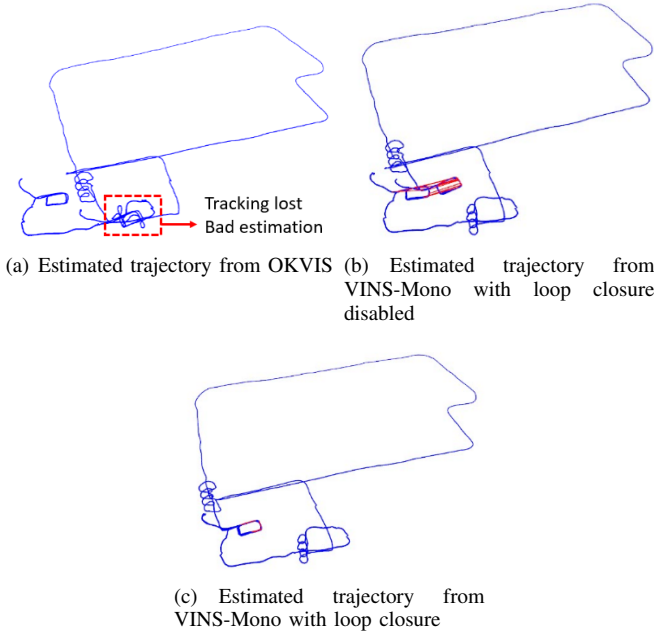 Tracking lost
Bad estimation
(a) Estimated trajectory from OKVIS
(b) Estimated trajectory from
VINS-Mono with loop closure
disabled
(c) Estimated trajectory from
VINS-Mono with loop closure